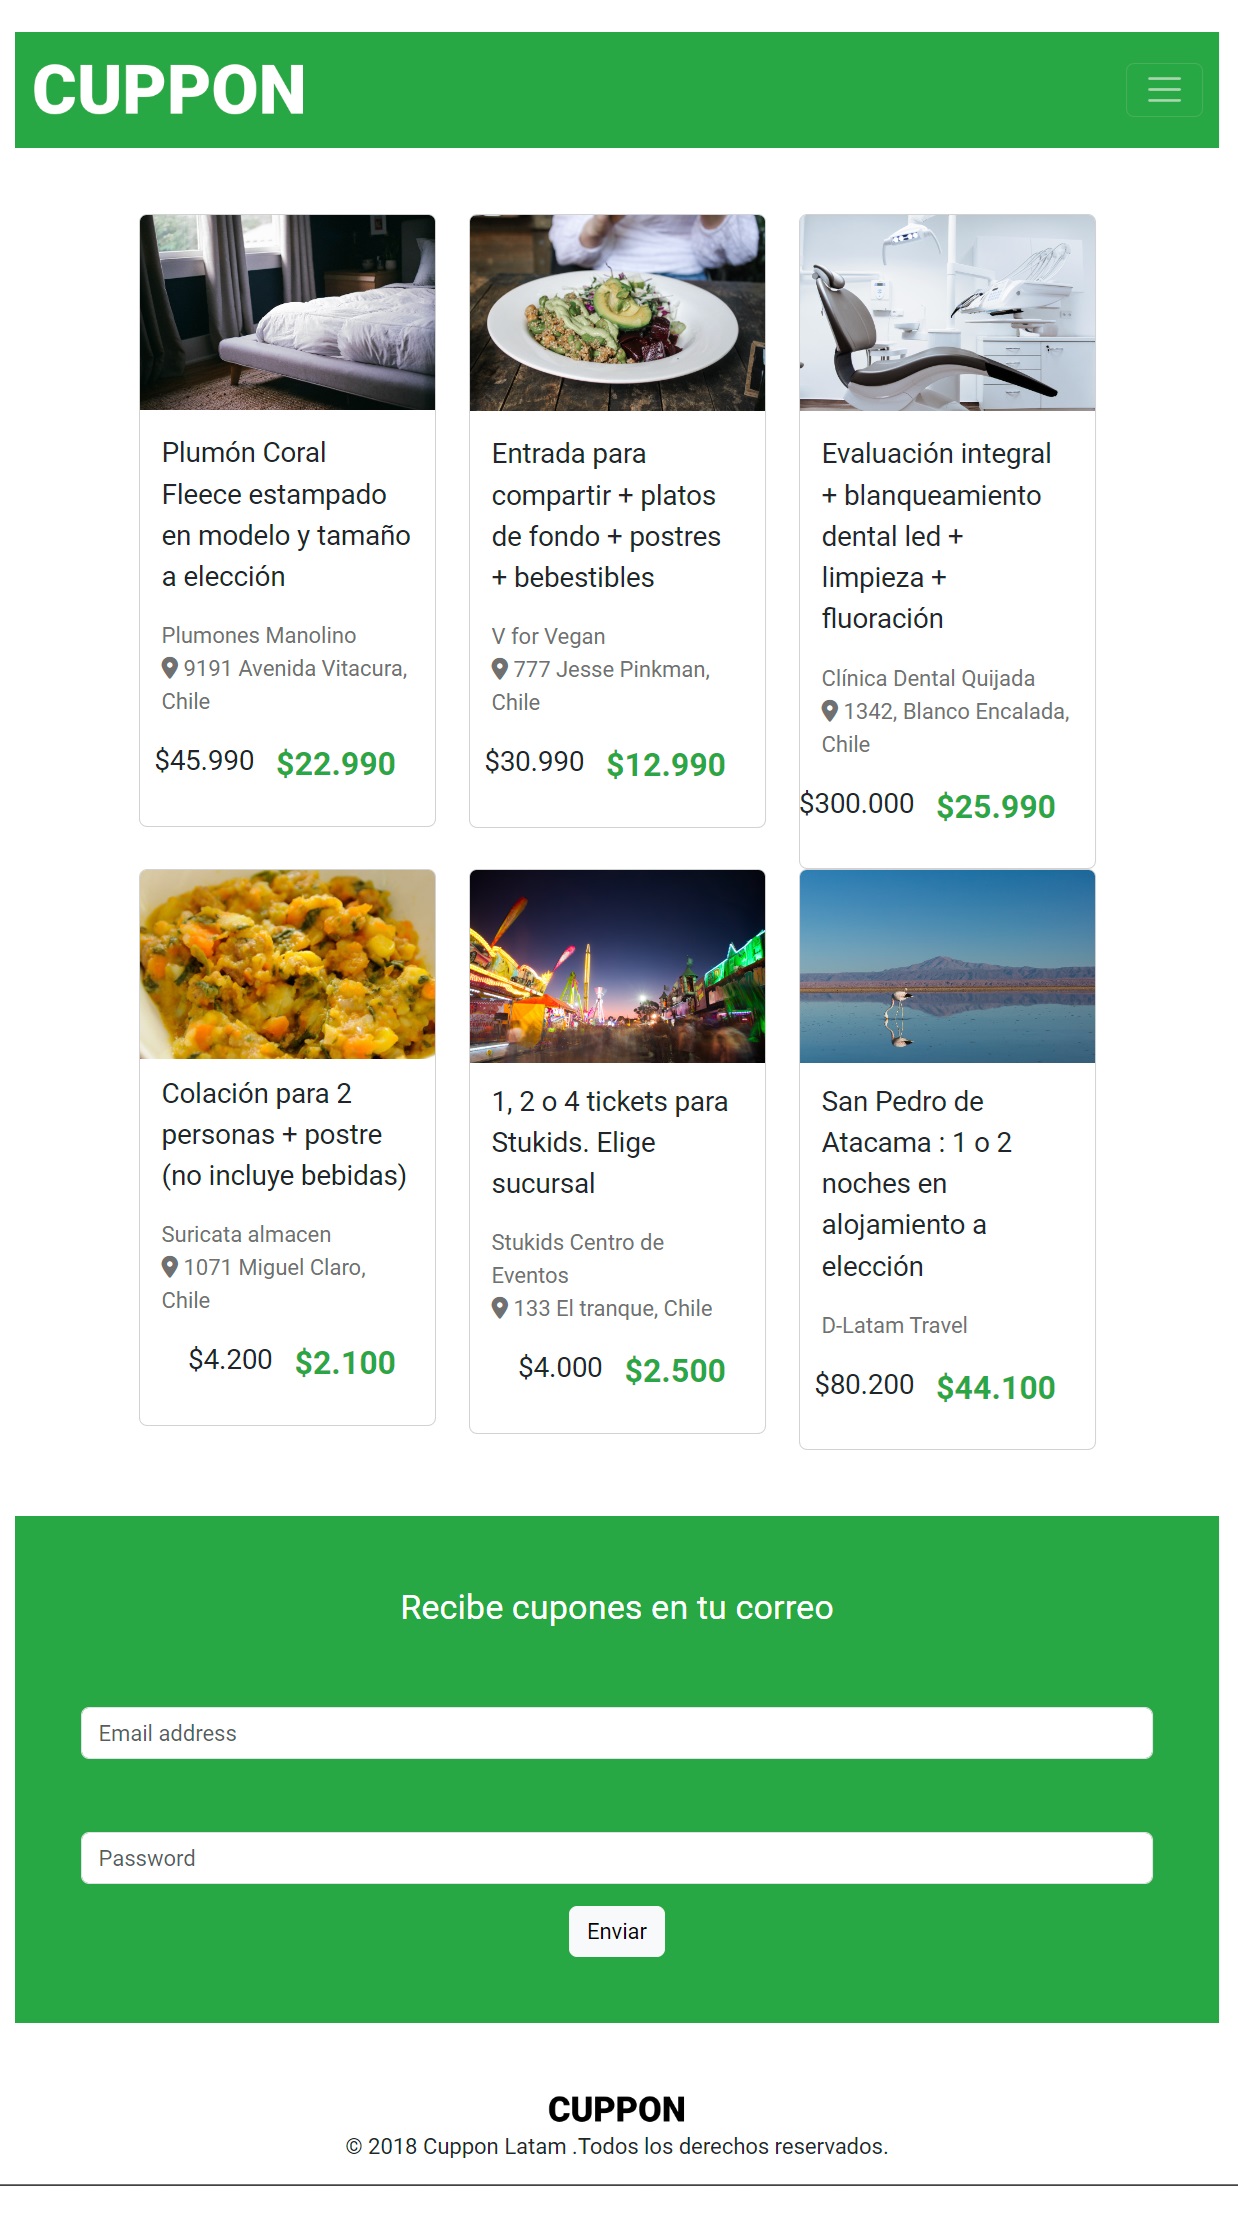 CUPPON
Plumón Coral
Fleece estampado
en modelo y tamaño
a elección
Plumones Manolino
9191 Avenida Vitacura,
Chile
$45.990 $22.990
Entrada para
compartir + platos
de fondo + postres
+ bebestibles
V for Vegan
777 Jesse Pinkman,
Chile
$30.990 $12.990
Evaluación integral
+ blanqueamiento
dental led +
limpieza +
fluoración
Clínica Dental Quijada
1342, Blanco Encalada,
Chile
$300.000 $25.990
Colación para 2
personas + postre
(no incluye bebidas)
Suricata almacen
1071 Miguel Claro,
Chile
$4.200 $2.100
1, 2 o 4 tickets para
Stukids. Elige
sucursal
Stukids Centro de
Eventos
133 El tranque, Chile
$4.000 $2.500
San Pedro de
Atacama : 1 o 2
noches en
alojamiento a
elección
D-Latam Travel
$80.200 $44.100
Recibe cupones en tu correo
Email address
Password
Enviar
CUPPON
© 2018 Cuppon Latam .Todos los derechos reservados.